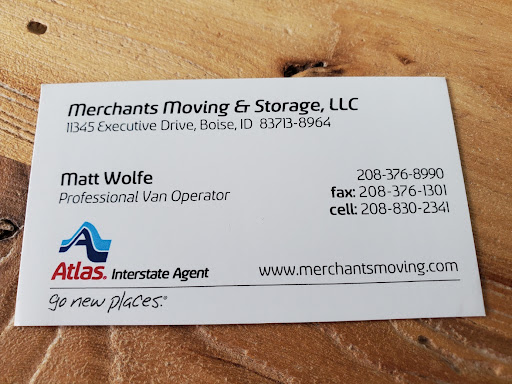 Merchants Moving & Storage, LLC
11345 Executive Drive, Boise, ID 83713-8964
Matt Wolfe
Professional Van Operator
208-376-8990
fax: 208-376-1301
cell: 208-830-2341
Atlas® Interstate Agent
www.merchantsmoving.com
go new places.®